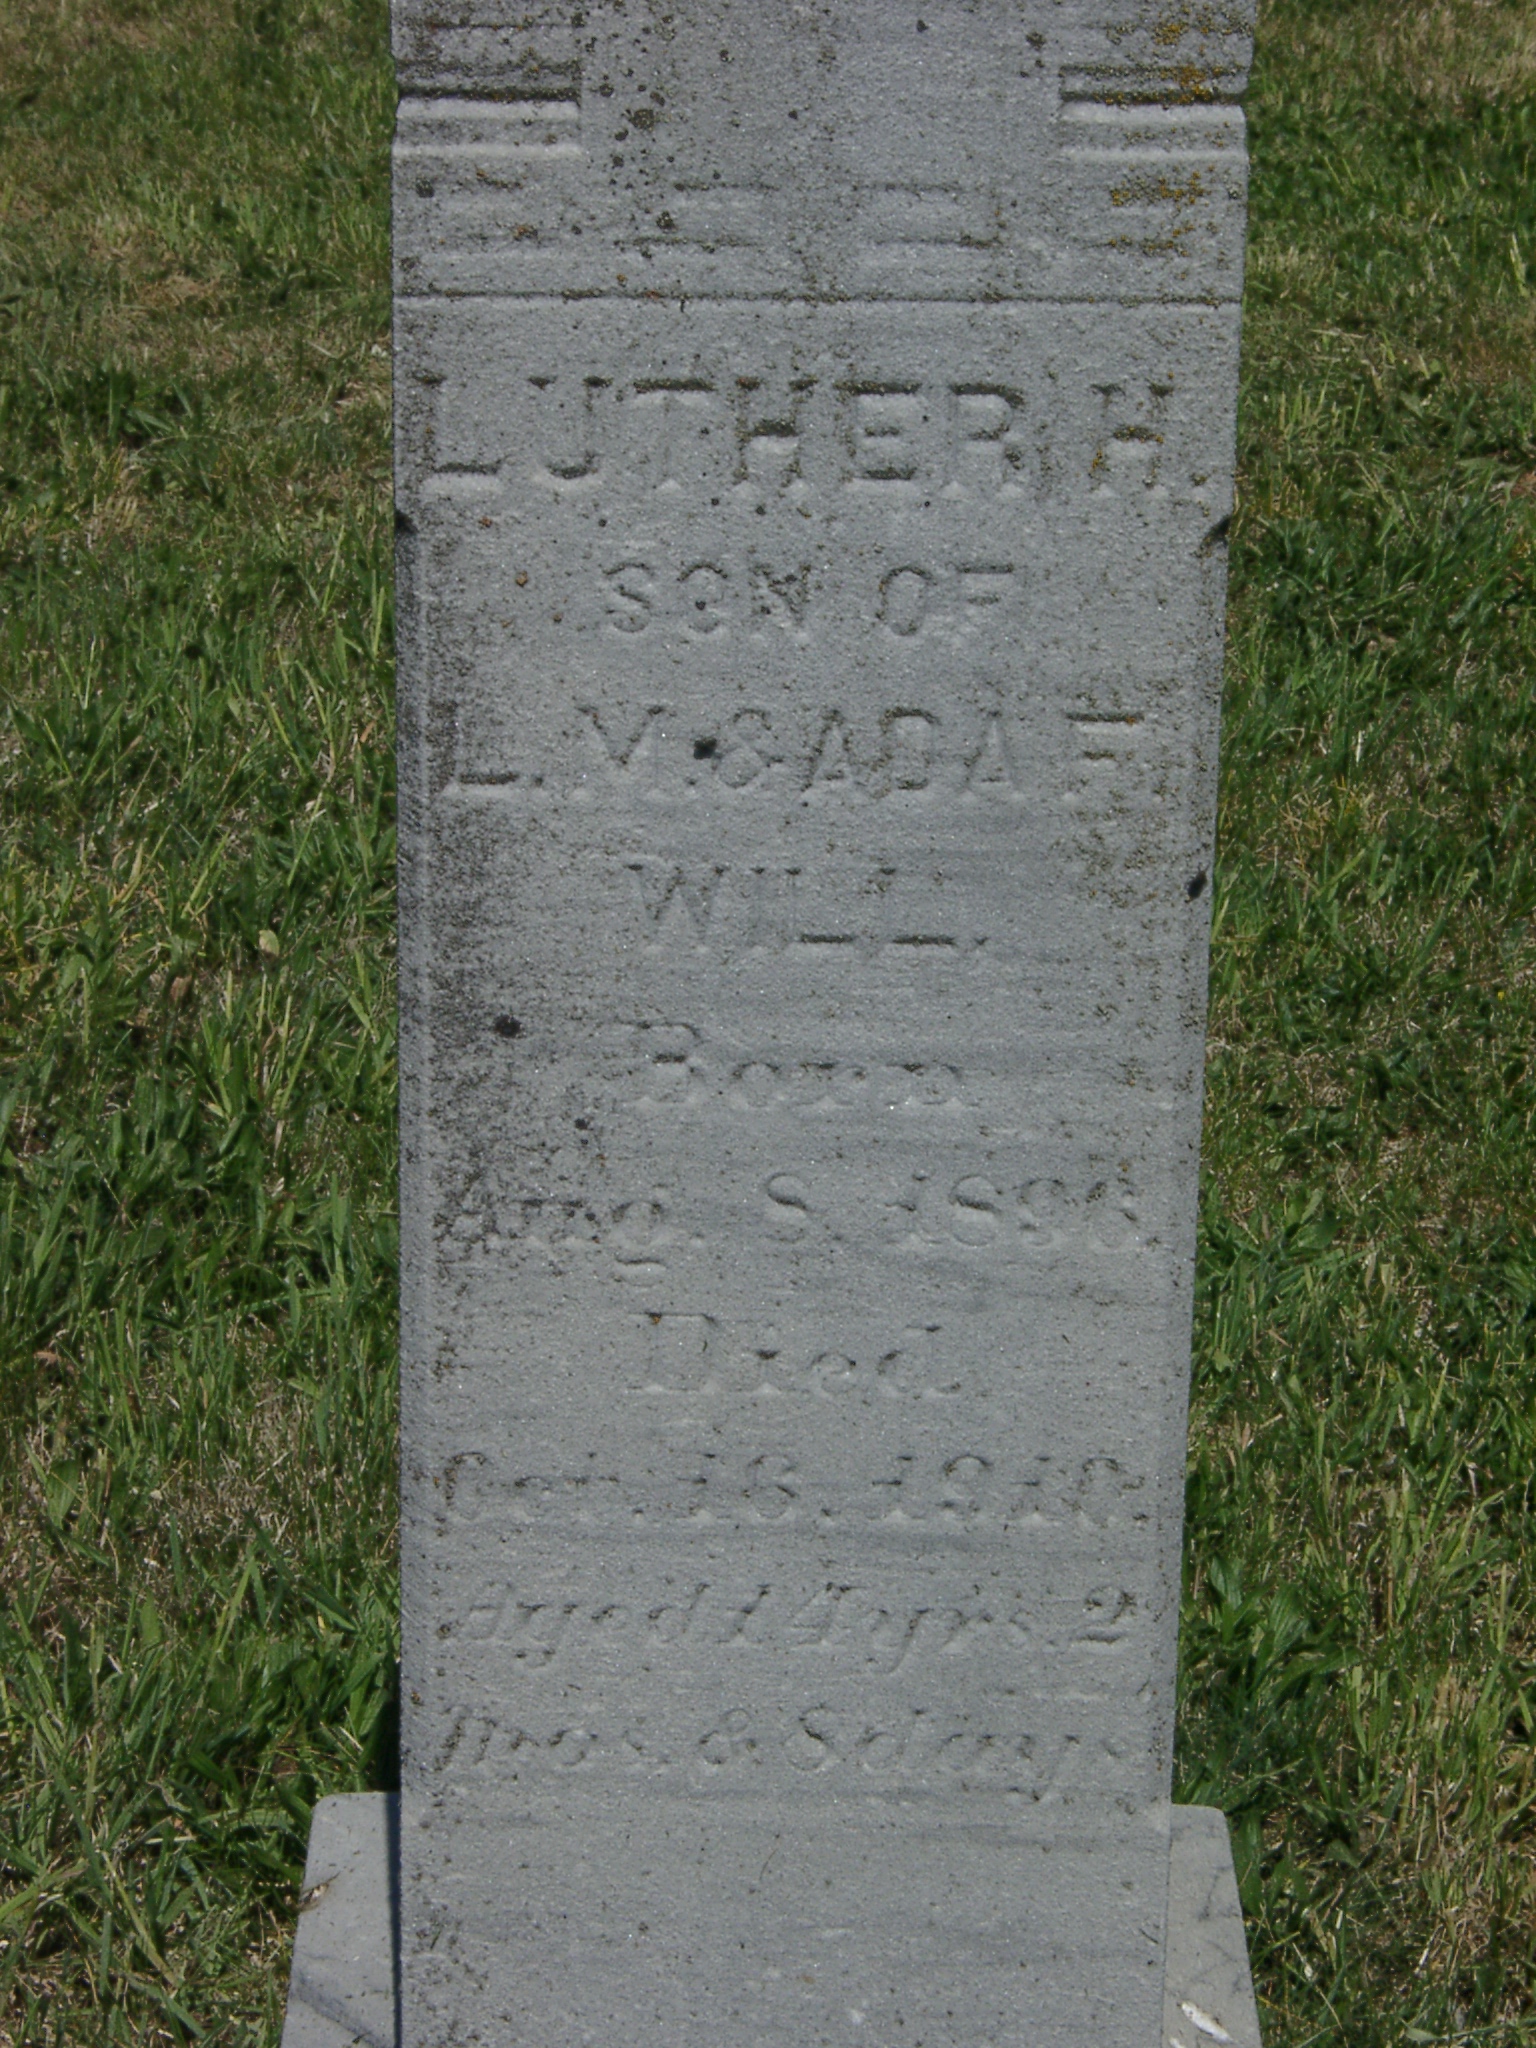 LUTHER H.
SON OF
L. M. & ADA F.
WILL.
Born
Aug. 8. 1896.
Died
Oct. 16. 1910.
Aged 14 yrs. 2
mos. & 8 days